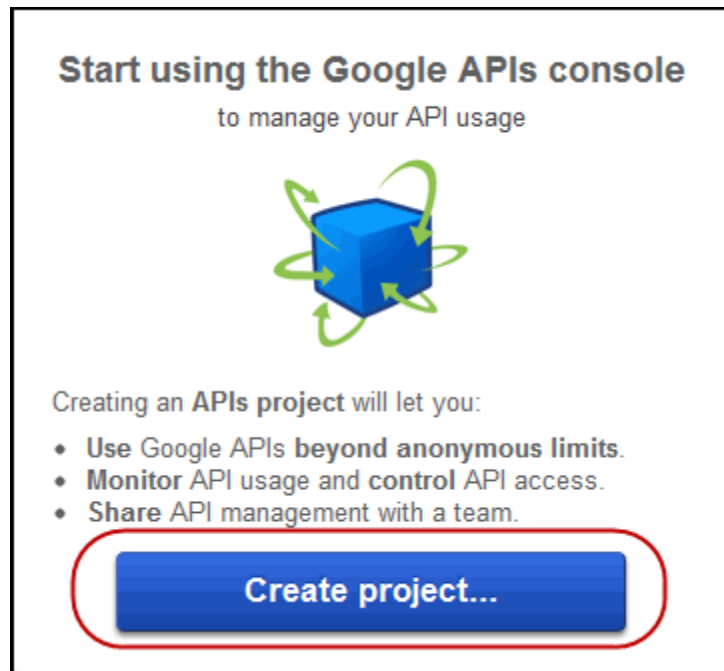 Start using the Google APIs console
to manage your API usage
Creating an APIs project will let you:
• Use Google APIs beyond anonymous limits.
• Monitor API usage and control API access.
• Share API management with a team.
Create project...